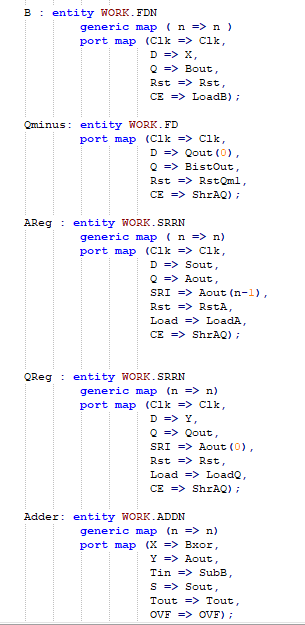 B : entity WORK.FDN
generic map ( n => n )
port map (Clk => Clk,
D => X,
Q => Bout,
Rst => Rst,
CE => LoadB);
Qminus: entity WORK.FD
port map (Clk => Clk,
D => Qout(0),
Q => BistOut,
Rst => RstQm1,
CE => ShrAQ);
AReg : entity WORK.SRRN
generic map ( n => n)
port map (Clk => Clk,
D => Sout,
Q => Aout,
SRI => Aout(n-1),
Rst => RstA,
Load => LoadA,
CE => ShrAQ);
QReg : entity WORK.SRRN
generic map (n => n)
port map (Clk => Clk,
D => Y,
Q => Qout,
SRI => Aout(0),
Rst => Rst,
Load => LoadQ,
CE => ShrAQ);
Adder: entity WORK.ADDN
generic map (n => n)
port map (X => Bxor,
Y => Aout,
Tin => SubB,
S => Sout,
Tout => Tout,
OVF => OVF);